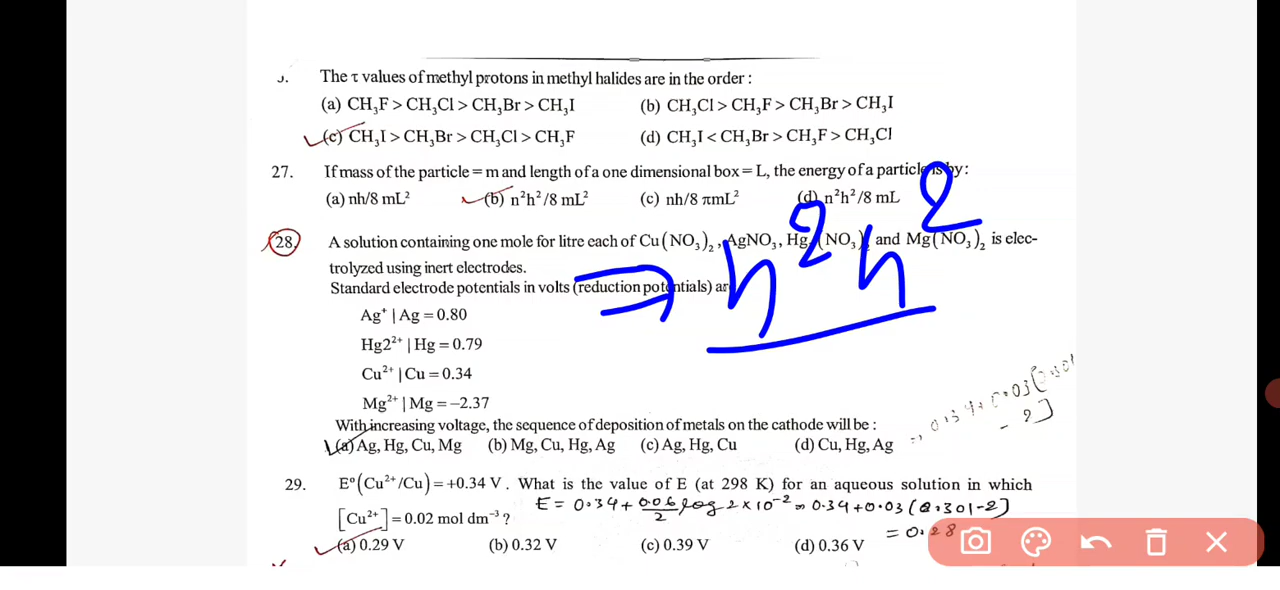 The τ values of methyl protons in methyl halides are in the order :
(a) CH₃F > CH₃Cl > CH₃Br > CH₃I (b) CH₃Cl > CH₃F > CH₃Br > CH₃I
(c) CH₃I > CH₃Br > CH₃Cl > CH₃F (d) CH₃I < CH₃Br > CH₃F > CH₃Cl
27. If mass of the particle = m and length of a one dimensional box = L, the energy of a particle is by:
(a) nh/8 mL² (b) n²h²/8 mL² (c) nh/8 πmL² (d) n²h²/8 mL
28. A solution containing one mole for litre each of Cu(NO₃)₂, AgNO₃, Hg₂(NO₃)₂ and Mg(NO₃)₂ is elec-
trolyzed using inert electrodes.
Standard electrode potentials in volts (reduction potentials) are
⇒ n²h²
Ag⁺ | Ag = 0.80
Hg2²⁺ | Hg = 0.79
Cu²⁺ | Cu = 0.34
Mg²⁺ | Mg = –2.37
With increasing voltage, the sequence of deposition of metals on the cathode will be :
(a) Ag, Hg, Cu, Mg (b) Mg, Cu, Hg, Ag (c) Ag, Hg, Cu (d) Cu, Hg, Ag
29. E°(Cu²⁺/Cu) = +0.34 V. What is the value of E (at 298 K) for an aqueous solution in which
E = 0.34 + 0.06/2 log 2 × 10⁻² = 0.34 + 0.03 [0.301 – 2]
[Cu²⁺] = 0.02 mol dm⁻³ ?
= 0.28
(a) 0.29 V (b) 0.32 V (c) 0.39 V (d) 0.36 V